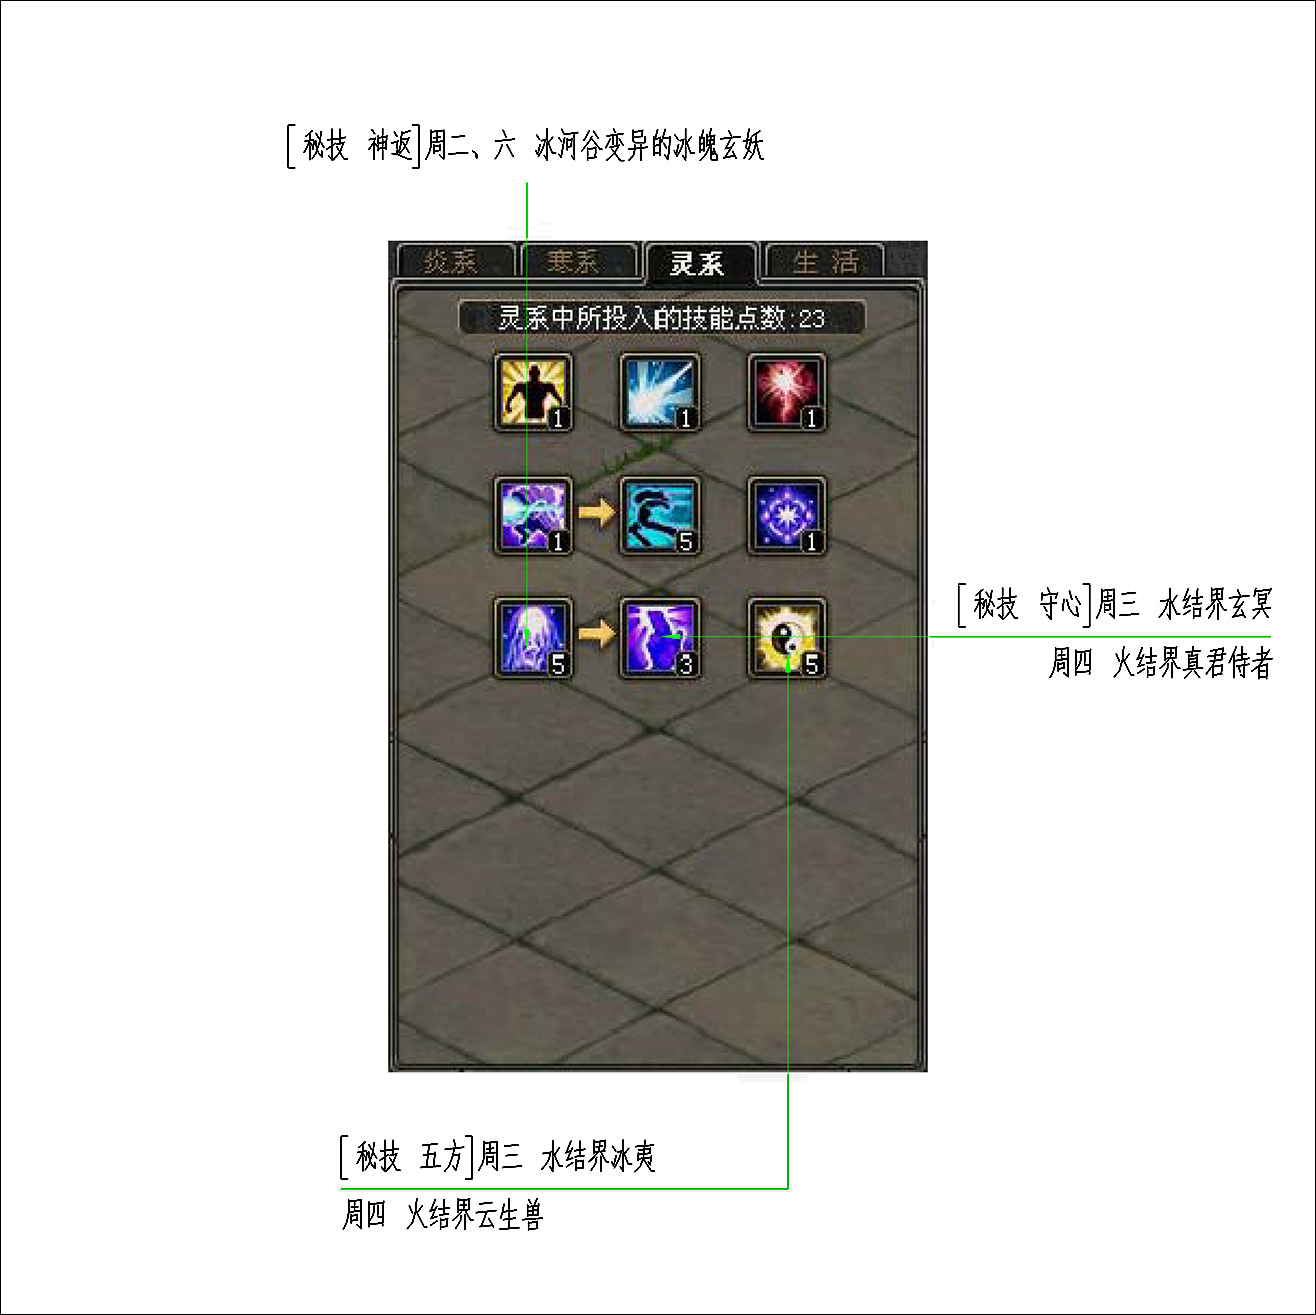 [秘技 神返]周二、六 冰河谷变异的冰魄玄妖
炎系 寒系 灵系 生活
灵系中所投入的技能点数:23
1 1 1
1 5 1
[秘技 守心]周三 水结界玄冥
5 3 5
周四 火结界真君侍者
[秘技 五方]周三 水结界冰夷
周四 火结界云生兽